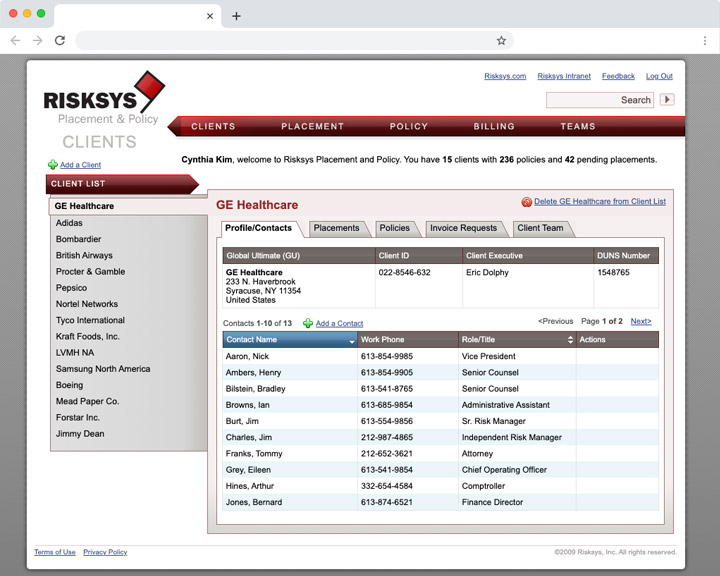 Risksys.com Risksys Intranet Feedback Log Out
RISKSYS
Placement & Policy
Search
CLIENTS PLACEMENT POLICY BILLING TEAMS
CLIENTS
Cynthia Kim, welcome to Risksys Placement and Policy. You have 15 clients with 236 policies and 42 pending placements.
Add a Client
CLIENT LIST
GE Healthcare
Adidas
Bombardier
British Airways
Procter & Gamble
Pepsico
Nortel Networks
Tyco International
Kraft Foods, Inc.
LVMH NA
Samsung North America
Boeing
Mead Paper Co.
Forstar Inc.
Jimmy Dean
GE Healthcare
Delete GE Healthcare from Client List
Profile/Contacts Placements Policies Invoice Requests Client Team
Global Ultimate (GU) Client ID Client Executive DUNS Number
GE Healthcare 022-8546-632 Eric Dolphy 1548765
233 N. Haverbrook
Syracuse, NY 11354
United States
Contacts 1-10 of 13 Add a Contact <Previous Page 1 of 2 Next>
Contact Name Work Phone Role/Title Actions
Aaron, Nick 613-854-9985 Vice President
Ambers, Henry 613-854-9905 Senior Counsel
Bilstein, Bradley 613-541-8765 Senior Counsel
Browns, Ian 613-685-9854 Administrative Assistant
Burt, Jim 613-554-9856 Sr. Risk Manager
Charles, Jim 212-987-4865 Independent Risk Manager
Franks, Tommy 212-652-3621 Attorney
Grey, Eileen 613-541-9854 Chief Operating Officer
Hines, Arthur 332-654-4584 Comptroller
Jones, Bernard 613-874-6521 Finance Director
Terms of Use Privacy Policy ©2009 Risksys, Inc. All rights reserved.